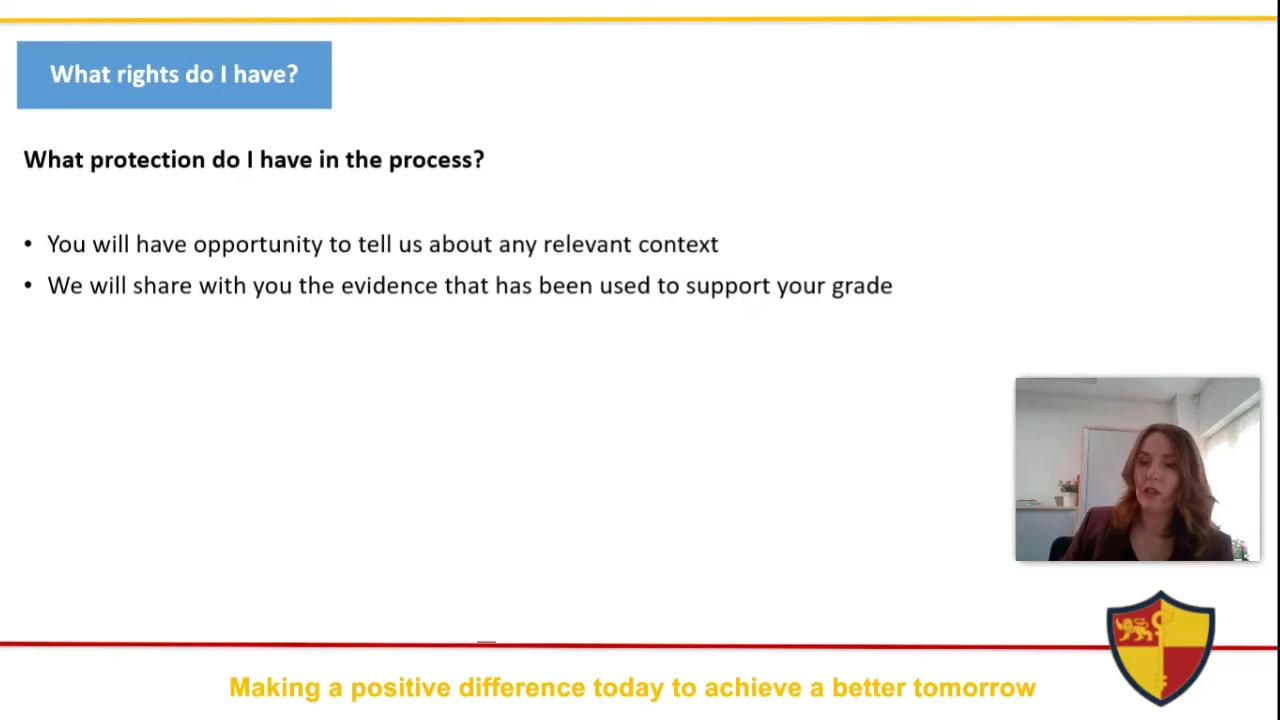 What rights do I have?
What protection do I have in the process?
• You will have opportunity to tell us about any relevant context
• We will share with you the evidence that has been used to support your grade
Making a positive difference today to achieve a better tomorrow